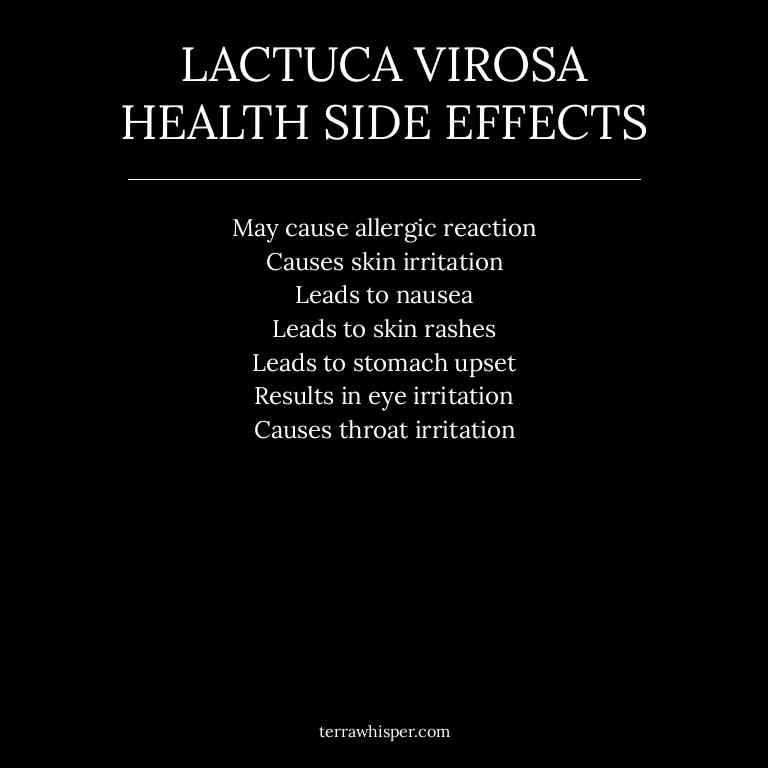 LACTUCA VIROSA
HEALTH SIDE EFFECTS
May cause allergic reaction
Causes skin irritation
Leads to nausea
Leads to skin rashes
Leads to stomach upset
Results in eye irritation
Causes throat irritation
terrawhisper.com